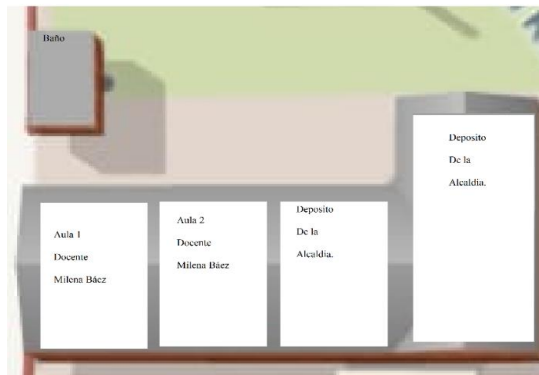 Baño
Aula 1
Docente
Milena Báez
Aula 2
Docente
Milena Báez
Deposito
De la
Alcaldia.
Deposito
De la
Alcaldia.